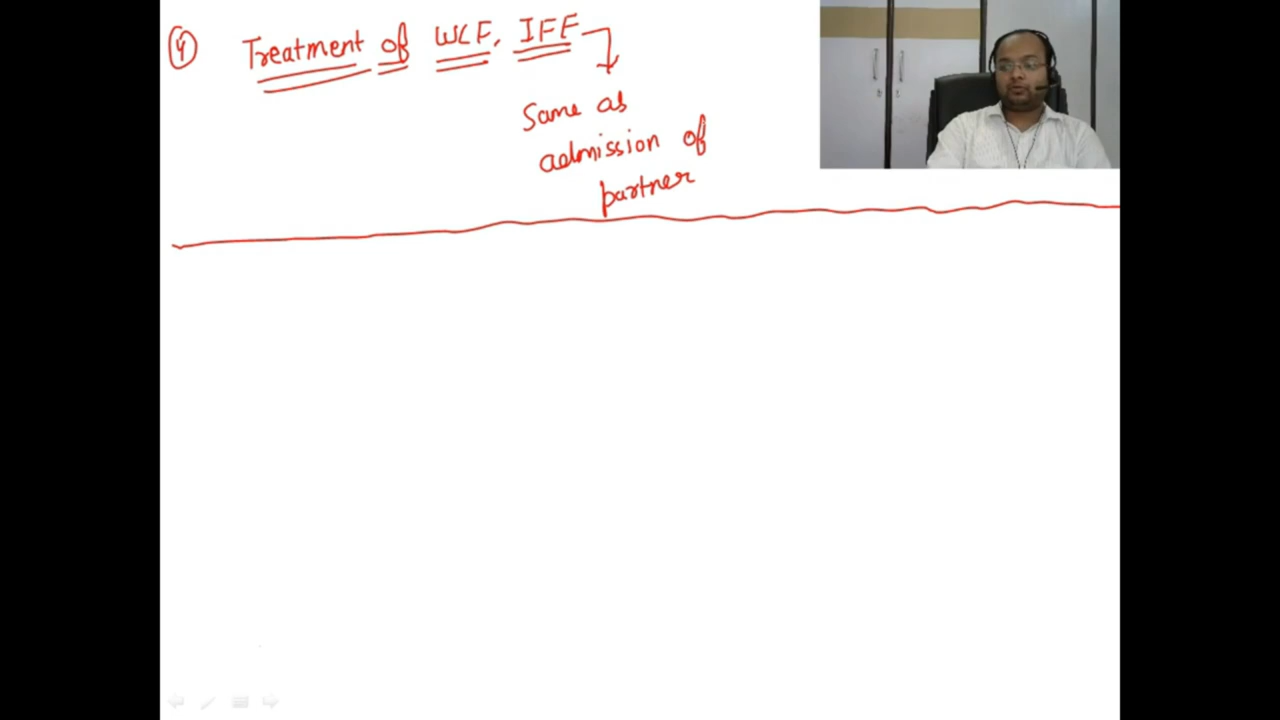 ④ Treatment of WCF, IFF
Same as
admission of
partner